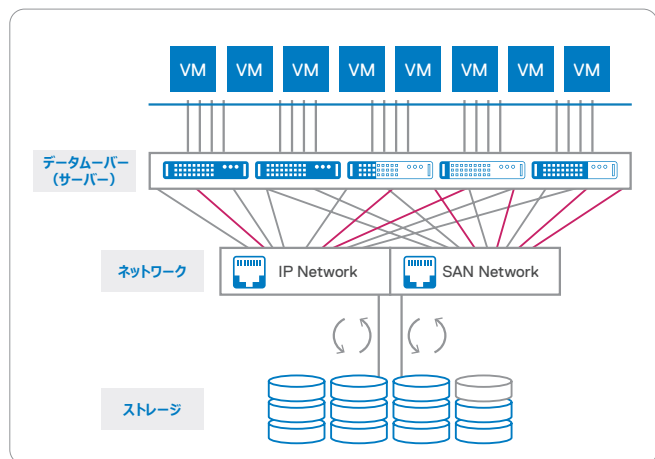 VM VM VM VM VM VM VM VM
データムーバー
（サーバー）
ネットワーク
IP Network
SAN Network
ストレージ